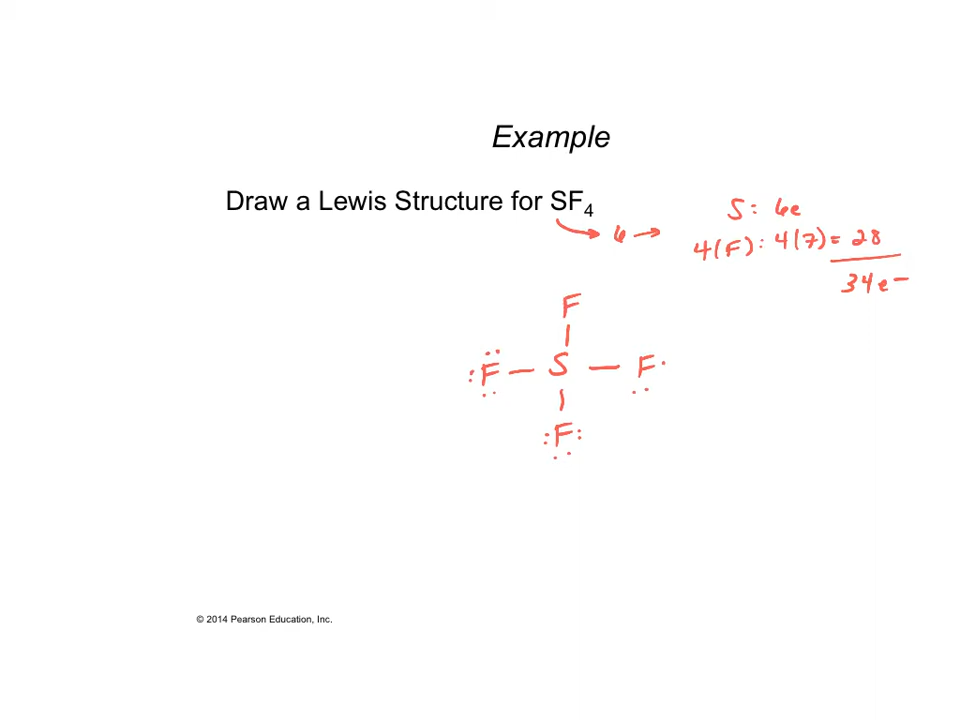 Example
Draw a Lewis Structure for SF₄
S: 6e
6 →
4(F): 4(7) = 28
34e−
F
:F − S − F
:F:
© 2014 Pearson Education, Inc.